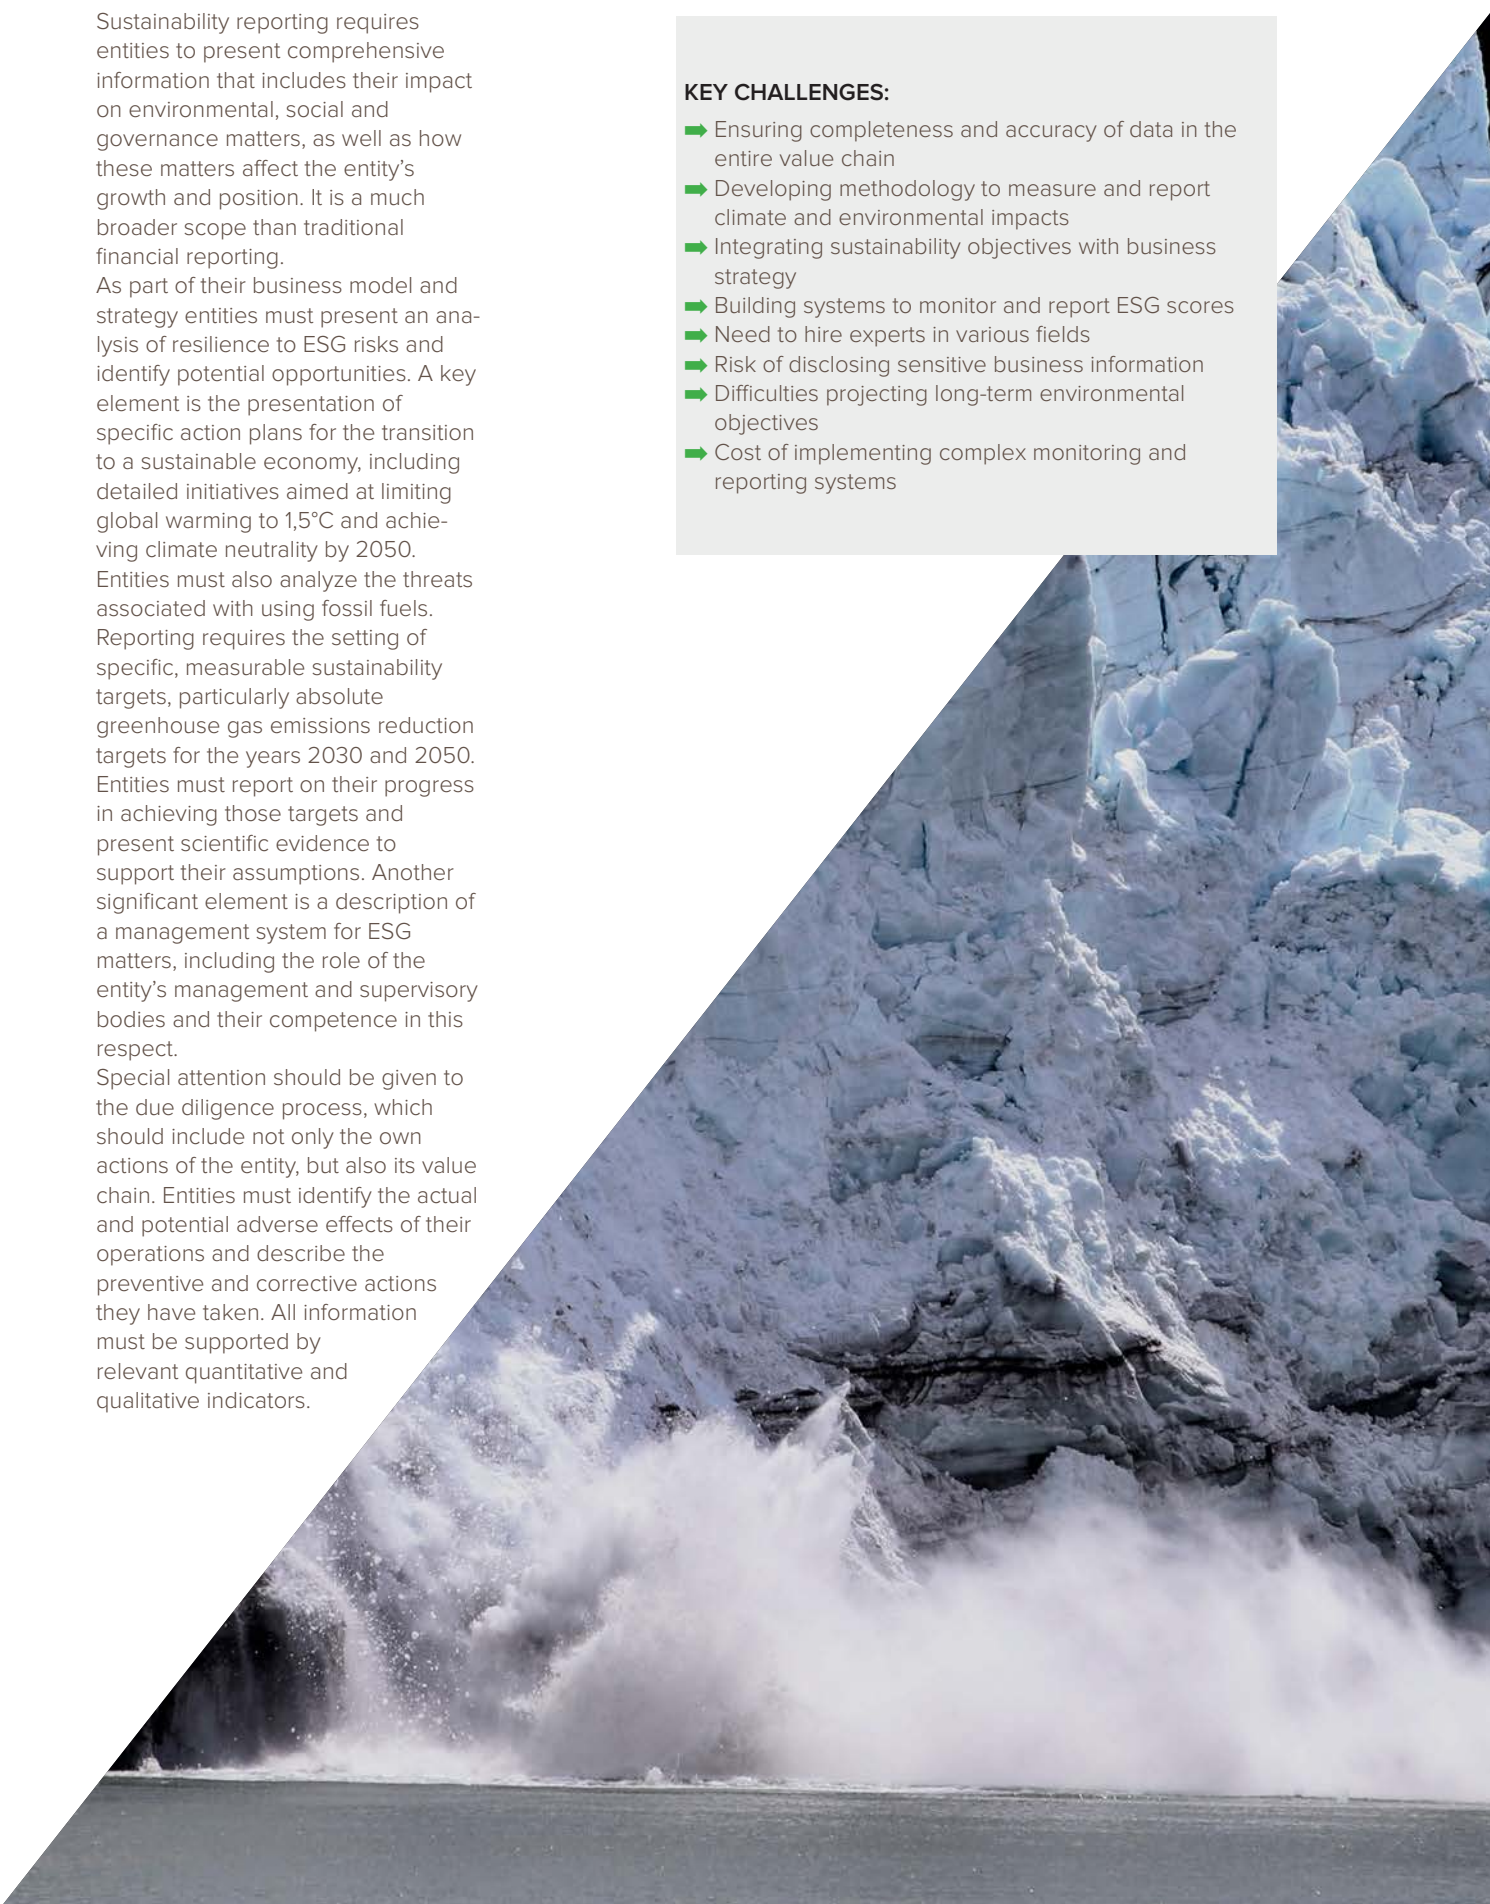 Sustainability reporting requires
entities to present comprehensive
information that includes their impact
on environmental, social and
governance matters, as well as how
these matters affect the entity’s
growth and position. It is a much
broader scope than traditional
financial reporting.
As part of their business model and
strategy entities must present an ana-
lysis of resilience to ESG risks and
identify potential opportunities. A key
element is the presentation of
specific action plans for the transition
to a sustainable economy, including
detailed initiatives aimed at limiting
global warming to 1,5°C and achie-
ving climate neutrality by 2050.
Entities must also analyze the threats
associated with using fossil fuels.
Reporting requires the setting of
specific, measurable sustainability
targets, particularly absolute
greenhouse gas emissions reduction
targets for the years 2030 and 2050.
Entities must report on their progress
in achieving those targets and
present scientific evidence to
support their assumptions. Another
significant element is a description of
a management system for ESG
matters, including the role of the
entity’s management and supervisory
bodies and their competence in this
respect.
Special attention should be given to
the due diligence process, which
should include not only the own
actions of the entity, but also its value
chain. Entities must identify the actual
and potential adverse effects of their
operations and describe the
preventive and corrective actions
they have taken. All information
must be supported by
relevant quantitative and
qualitative indicators.
KEY CHALLENGES:
➡ Ensuring completeness and accuracy of data in the
entire value chain
➡ Developing methodology to measure and report
climate and environmental impacts
➡ Integrating sustainability objectives with business
strategy
➡ Building systems to monitor and report ESG scores
➡ Need to hire experts in various fields
➡ Risk of disclosing sensitive business information
➡ Difficulties projecting long-term environmental
objectives
➡ Cost of implementing complex monitoring and
reporting systems